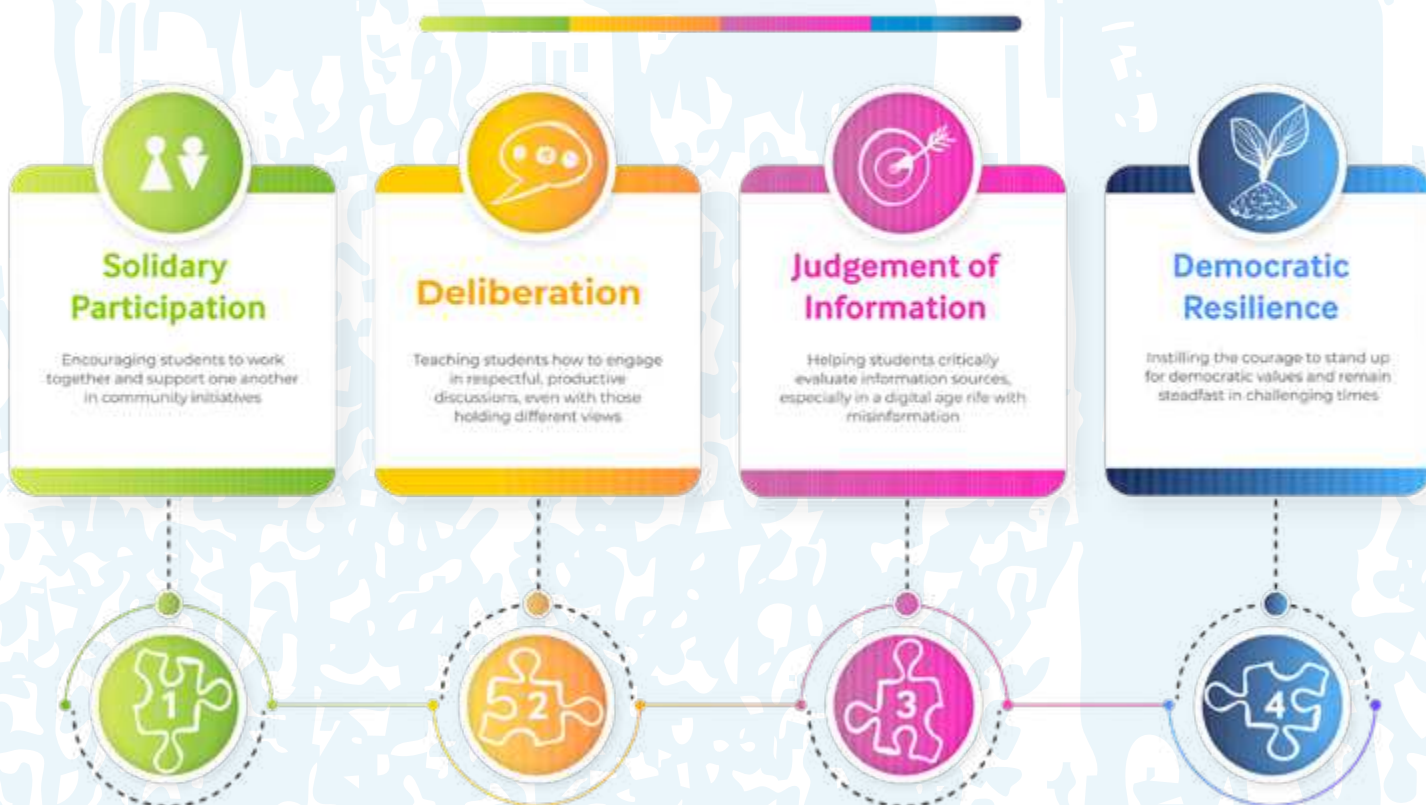 Solidary
Participation
Encouraging students to work
together and support one another
in community initiatives
Deliberation
Teaching students how to engage
in respectful, productive
discussions, even with those
holding different views
Judgement of
Information
Helping students critically
evaluate information sources,
especially in a digital age rife with
misinformation
Democratic
Resilience
Instilling the courage to stand up
for democratic values and remain
steadfast in challenging times
1
2
3
4